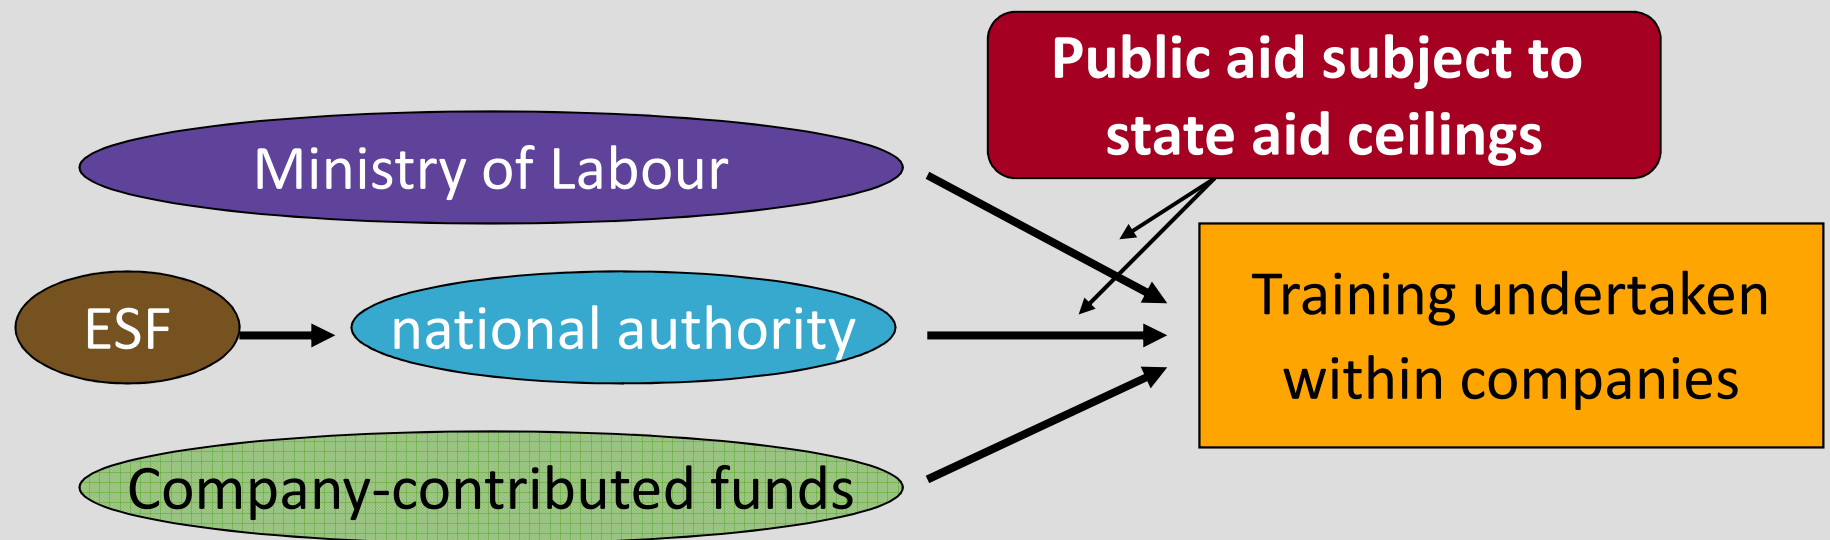 Public aid subject to
state aid ceilings
Ministry of Labour
ESF
national authority
Training undertaken
within companies
Company-contributed funds